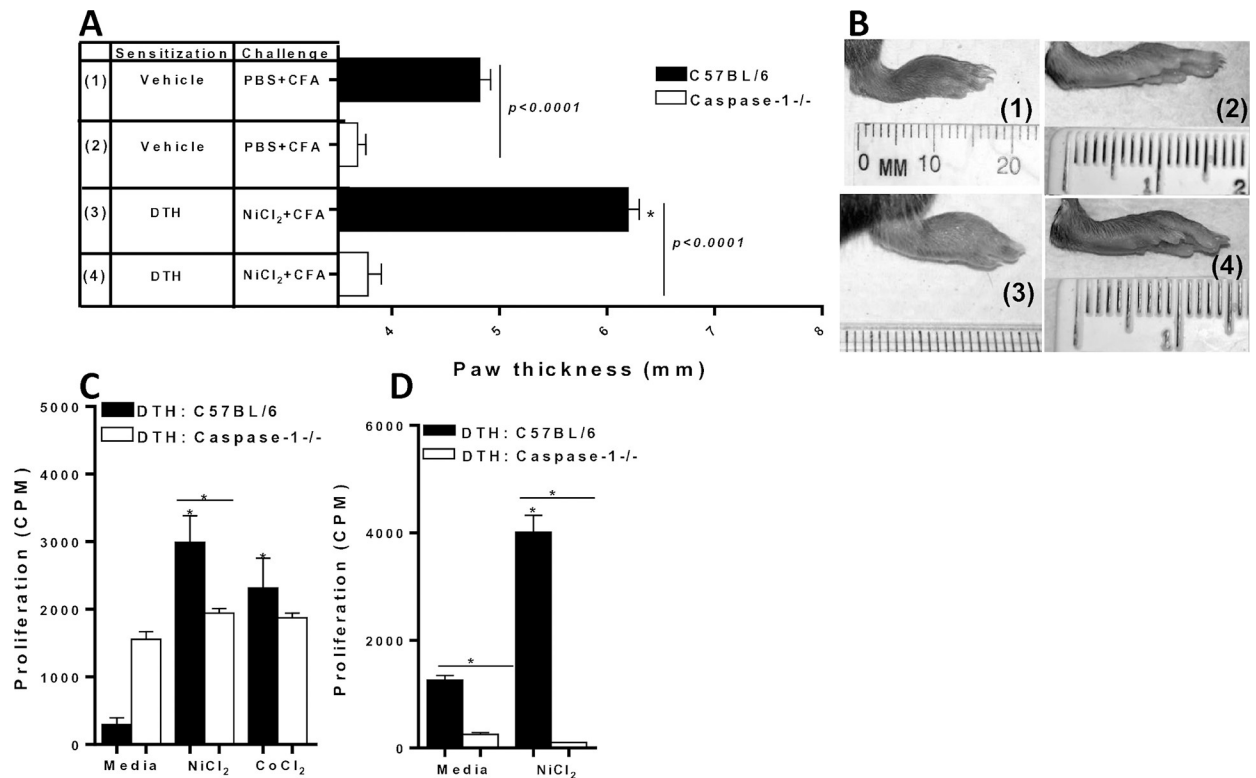 A
Sensitization Challenge
(1) Vehicle PBS+CFA
(2) Vehicle PBS+CFA
(3) DTH NiCl₂+CFA
(4) DTH NiCl₂+CFA
C57BL/6
Caspase-1-/-
p<0.0001
*
p<0.0001
4 5 6 7 8
Paw thickness (mm)
B
(1)
0 MM 10 20
(2)
1 2
(3)
(4)
1
C
DTH: C57BL/6
DTH: Caspase-1-/-
Proliferation (CPM)
5000
4000
3000
2000
1000
0
*
*
*
Media NiCl₂ CoCl₂
D
DTH: C57BL/6
DTH: Caspase-1-/-
Proliferation (CPM)
6000
4000
2000
0
*
*
*
Media NiCl₂